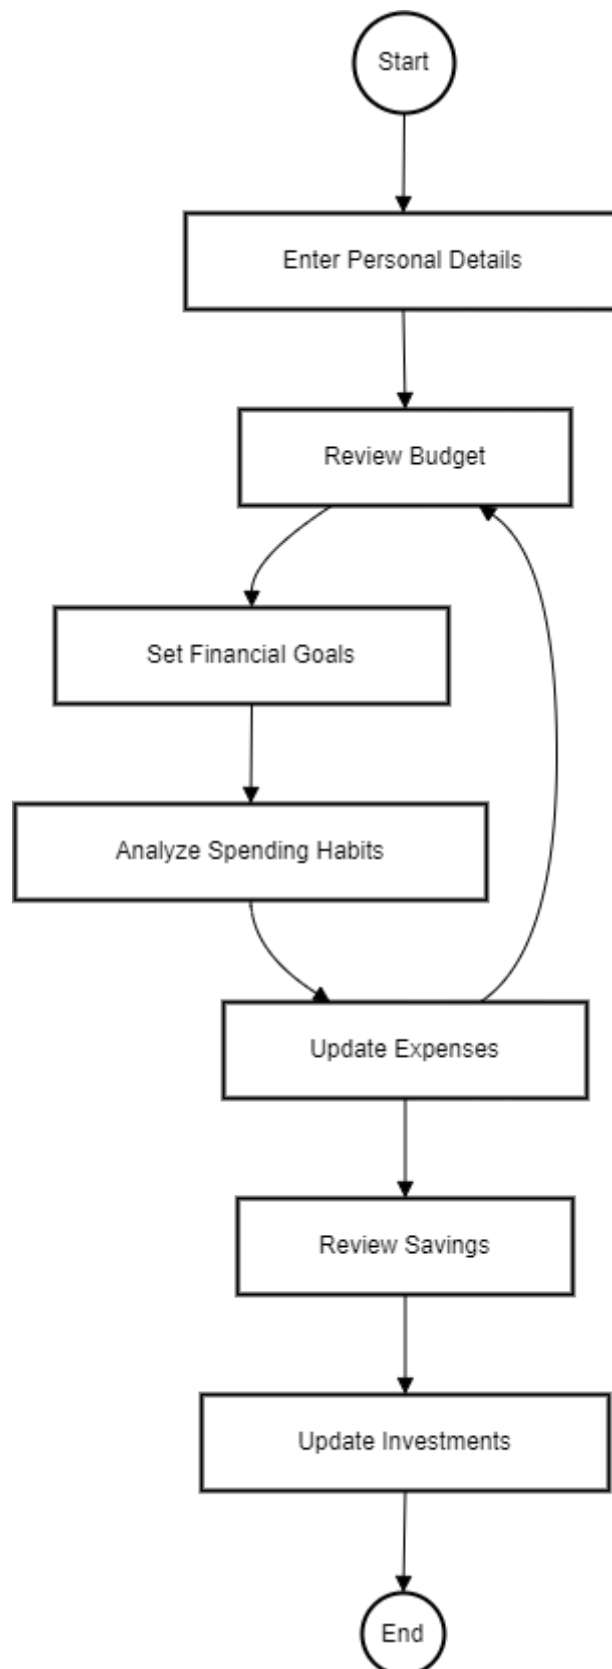 Start
Enter Personal Details
Review Budget
Set Financial Goals
Analyze Spending Habits
Update Expenses
Review Savings
Update Investments
End